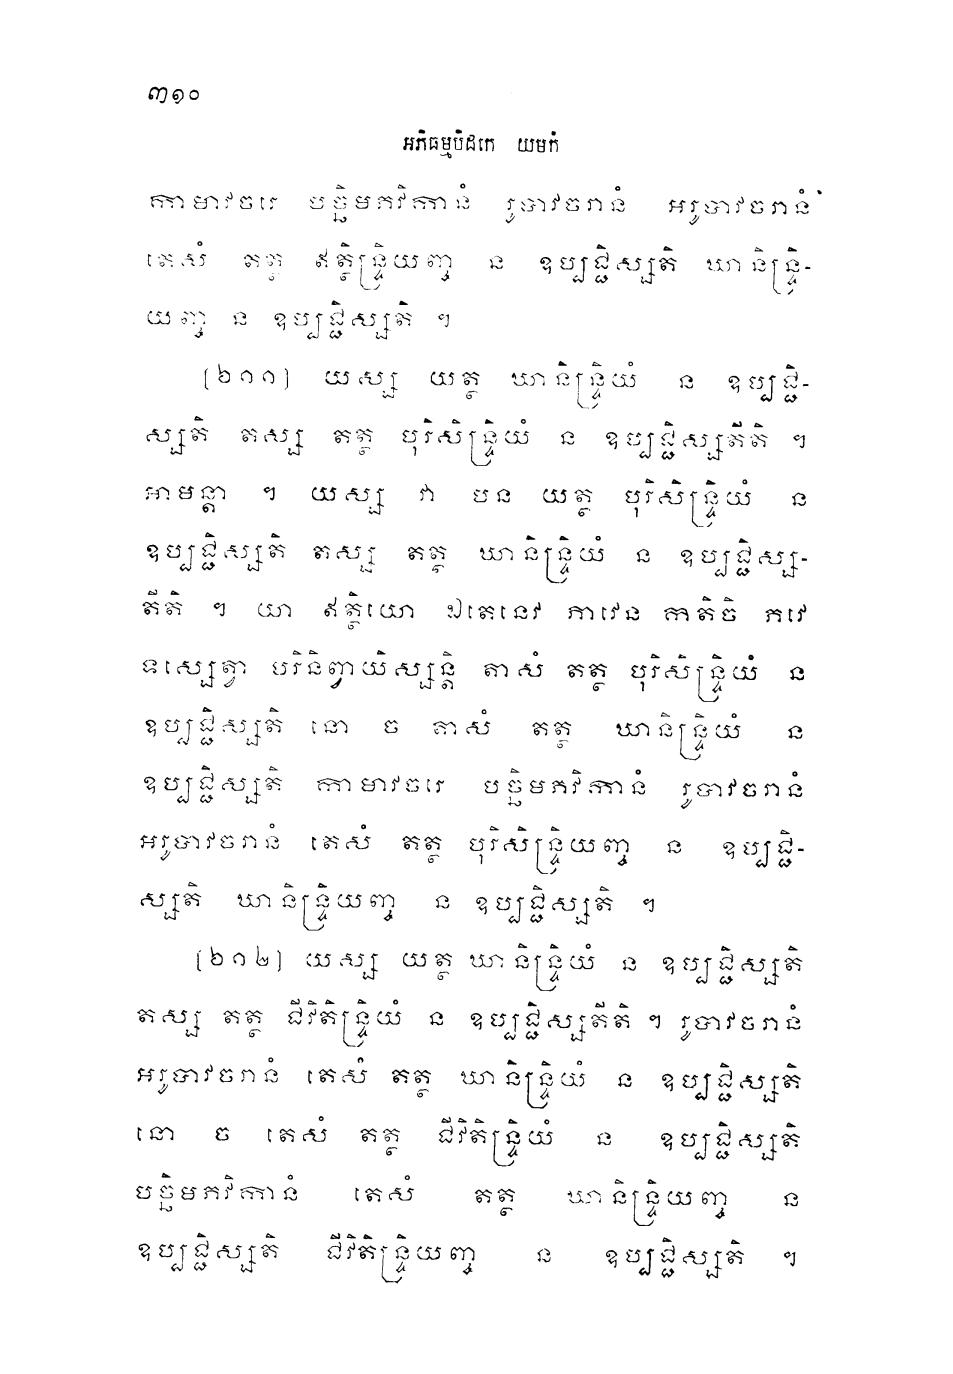 ៣១០
អភិធម្មបិដកេ យមកំ
កាមាវចរេ បច្ឆិមភវិកានំ រូបាវចរានំ អរូបាវចរានំ
តេសំ តត្ថ ឥត្ថិន្ទ្រិយញ្ច ន ឧប្បជ្ជិស្សតិ ឃានិន្ទ្រិ-
យញ្ច ន ឧប្បជ្ជិស្សតិ ។
(២១១) យស្ស យត្ថ ឃានិន្ទ្រិយំ ន ឧប្បជ្ជិ-
ស្សតិ តស្ស តត្ថ បុរិសិន្ទ្រិយំ ន ឧប្បជ្ជិស្សតីតិ ។
អាមន្តា ។ យស្ស វា បន យត្ថ បុរិសិន្ទ្រិយំ ន
ឧប្បជ្ជិស្សតិ តស្ស តត្ថ ឃានិន្ទ្រិយំ ន ឧប្បជ្ជិស្ស-
តីតិ ។ យា ឥត្ថិយោ ឯតេនេវ ភាវេន កាតិចិ ភវេ
ទស្សេត្វា បរិនិព្វាយិស្សន្តិ តាសំ តត្ថ បុរិសិន្ទ្រិយំ ន
ឧប្បជ្ជិស្សតិ នោ ច តាសំ តត្ថ ឃានិន្ទ្រិយំ ន
ឧប្បជ្ជិស្សតិ កាមាវចរេ បច្ឆិមភវិកានំ រូបាវចរានំ
អរូបាវចរានំ តេសំ តត្ថ បុរិសិន្ទ្រិយញ្ច ន ឧប្បជ្ជិ-
ស្សតិ ឃានិន្ទ្រិយញ្ច ន ឧប្បជ្ជិស្សតិ ។
(២១២) យស្ស យត្ថ ឃានិន្ទ្រិយំ ន ឧប្បជ្ជិស្សតិ
តស្ស តត្ថ ជីវិតិន្ទ្រិយំ ន ឧប្បជ្ជិស្សតីតិ ។ រូបាវចរានំ
អរូបាវចរានំ តេសំ តត្ថ ឃានិន្ទ្រិយំ ន ឧប្បជ្ជិស្សតិ
នោ ច តេសំ តត្ថ ជីវិតិន្ទ្រិយំ ន ឧប្បជ្ជិស្សតិ
បច្ឆិមភវិកានំ តេសំ តត្ថ ឃានិន្ទ្រិយញ្ច ន
ឧប្បជ្ជិស្សតិ ជីវិតិន្ទ្រិយញ្ច ន ឧប្បជ្ជិស្សតិ ។